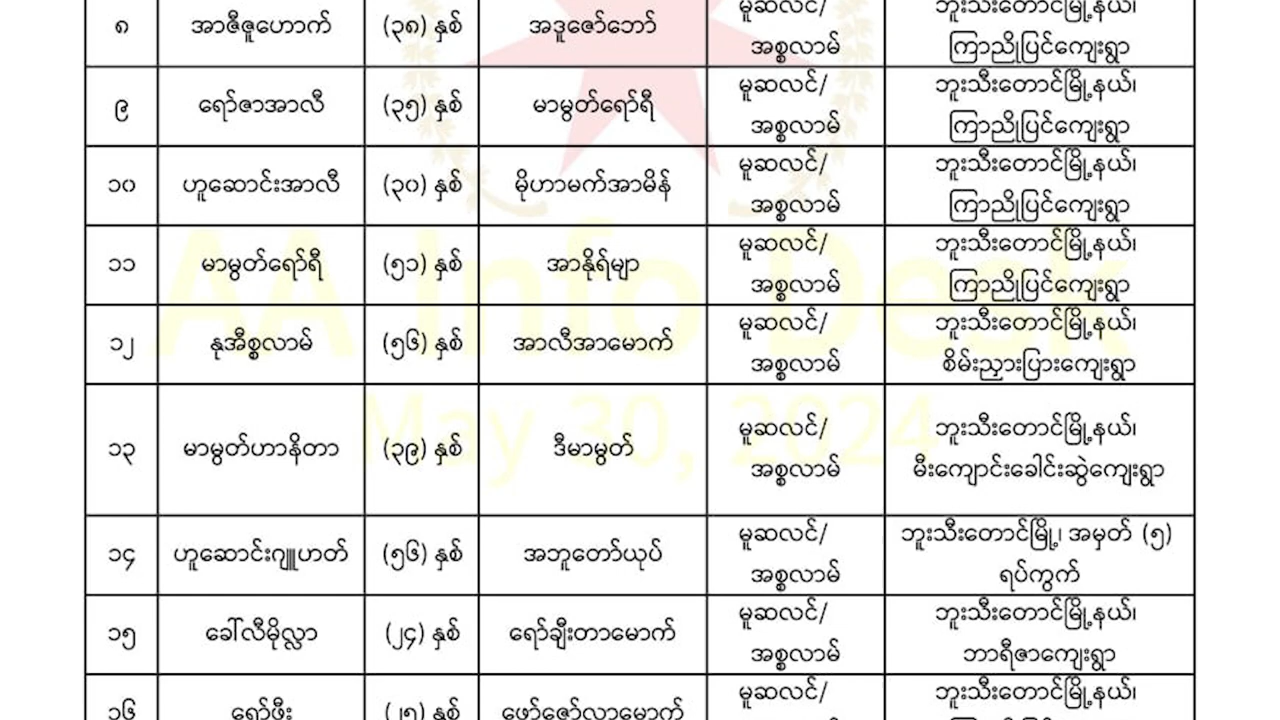 ၈ အာဇီဇူဟောက် (၃၈) နှစ် အဒူဇော်ဘော် မူဆလင်/ ဘူးသီးတောင်မြို့နယ်၊
အစ္စလာမ် ကြာညိုပြင်ကျေးရွာ
၉ ရော်ဇာအာလီ (၃၅) နှစ် မာမွတ်ရော်ရီ မူဆလင်/ ဘူးသီးတောင်မြို့နယ်၊
အစ္စလာမ် ကြာညိုပြင်ကျေးရွာ
၁၀ ဟူဆောင်းအာလီ (၃၀) နှစ် မိုဟာမက်အာမိန် မူဆလင်/ ဘူးသီးတောင်မြို့နယ်၊
အစ္စလာမ် ကြာညိုပြင်ကျေးရွာ
၁၁ မာမွတ်ရော်ရီ (၅၁) နှစ် အာနိုရ်မျာ မူဆလင်/ ဘူးသီးတောင်မြို့နယ်၊
အစ္စလာမ် ကြာညိုပြင်ကျေးရွာ
၁၂ နုအီစ္စလာမ် (၅၆) နှစ် အာလီအာမောက် မူဆလင်/ ဘူးသီးတောင်မြို့နယ်၊
အစ္စလာမ် စိမ်းညှားပြားကျေးရွာ
၁၃ မာမွတ်ဟာနိတာ (၃၉) နှစ် ဒီမာမွတ် မူဆလင်/ ဘူးသီးတောင်မြို့နယ်၊
အစ္စလာမ် မီးကျောင်းခေါင်းဆွဲကျေးရွာ
၁၄ ဟူဆောင်းဂျူဟတ် (၅၆) နှစ် အဘူတော်ယုပ် မူဆလင်/ ဘူးသီးတောင်မြို့၊ အမှတ် (၅)
အစ္စလာမ် ရပ်ကွက်
၁၅ ခေါ်လီမိုလ္လာ (၂၄) နှစ် ရော်ချီးတာမောက် မူဆလင်/ ဘူးသီးတောင်မြို့နယ်၊
အစ္စလာမ် ဘာရီဇာကျေးရွာ
၁၆ ရော်ဖီး (၂၅) နှစ် ဖော်ဇော်လာမောက် မူဆလင်/ ဘူးသီးတောင်မြို့နယ်၊
AA Info Desk
May 30, 2024